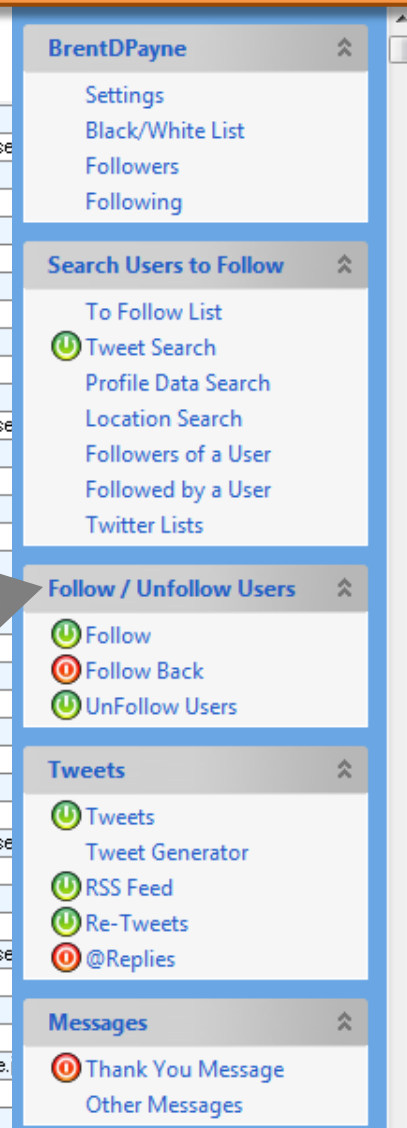 BrentDPayne
Settings
Black/White List
Followers
Following
Search Users to Follow
To Follow List
Tweet Search
Profile Data Search
Location Search
Followers of a User
Followed by a User
Twitter Lists
Follow / Unfollow Users
Follow
Follow Back
UnFollow Users
Tweets
Tweets
Tweet Generator
RSS Feed
Re-Tweets
@Replies
Messages
Thank You Message
Other Messages